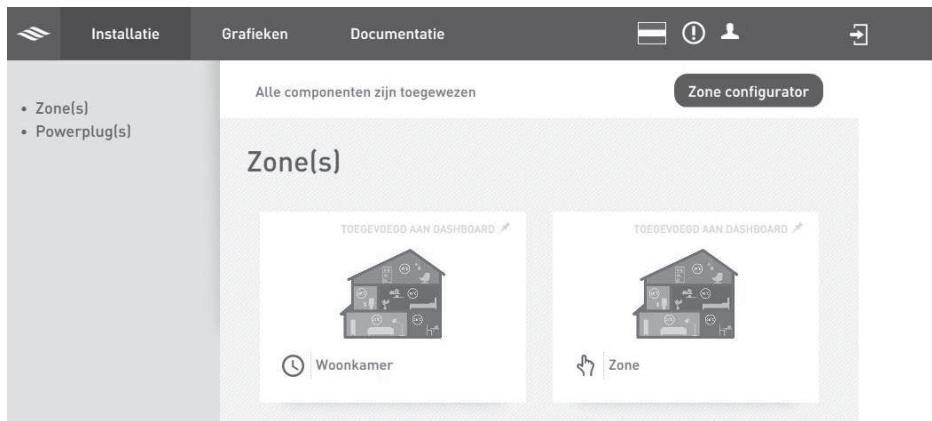 Installatie
Grafieken
Documentatie
• Zone(s)
• Powerplug(s)
Alle componenten zijn toegewezen
Zone configurator
Zone(s)
TOEGEVOEGD AAN DASHBOARD
TOEGEVOEGD AAN DASHBOARD
Woonkamer
Zone